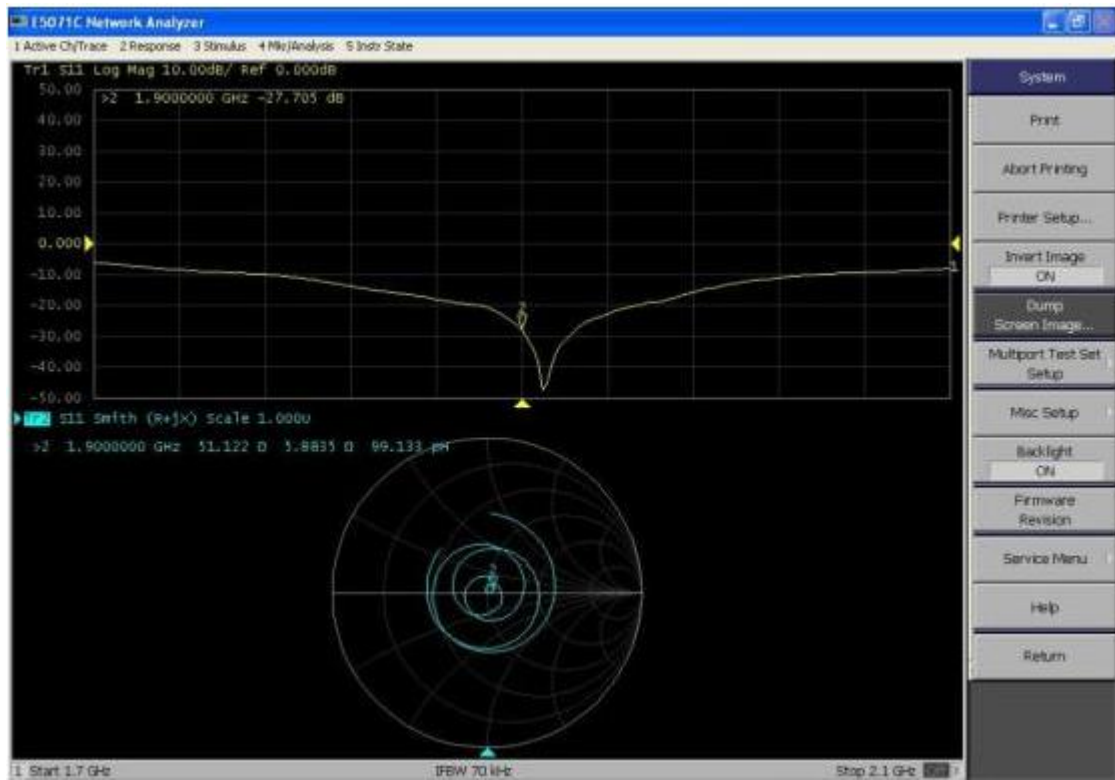 E5071C Network Analyzer
1 Active Ch/Trace 2 Response 3 Stimulus 4 Mkr/Analysis 5 Instr State
Tr1 S11 Log Mag 10.00dB/ Ref 0.000dB
50.00
>2 1.9000000 GHz -27.705 dB
40.00
30.00
20.00
10.00
0.000
-10.00
-20.00
-30.00
-40.00
-50.00
1
2
Tr2 S11 Smith (R+jX) Scale 1.000U
>2 1.9000000 GHz 51.122 Ω 5.8835 Ω 99.133 pH
1 Start 1.7 GHz
IFBW 70 kHz
Stop 2.1 GHz
System
Print
Abort Printing
Printer Setup...
Invert Image
ON
Dump
Screen Image...
Multiport Test Set
Setup
Misc Setup
Backlight
ON
Firmware
Revision
Service Menu
Help
Return